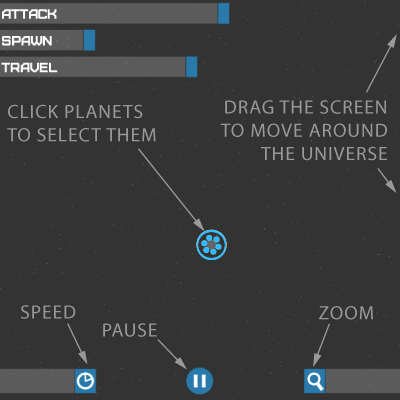 ATTACK
SPAWN
TRAVEL
CLICK PLANETS
TO SELECT THEM
DRAG THE SCREEN
TO MOVE AROUND
THE UNIVERSE
SPEED
PAUSE
ZOOM